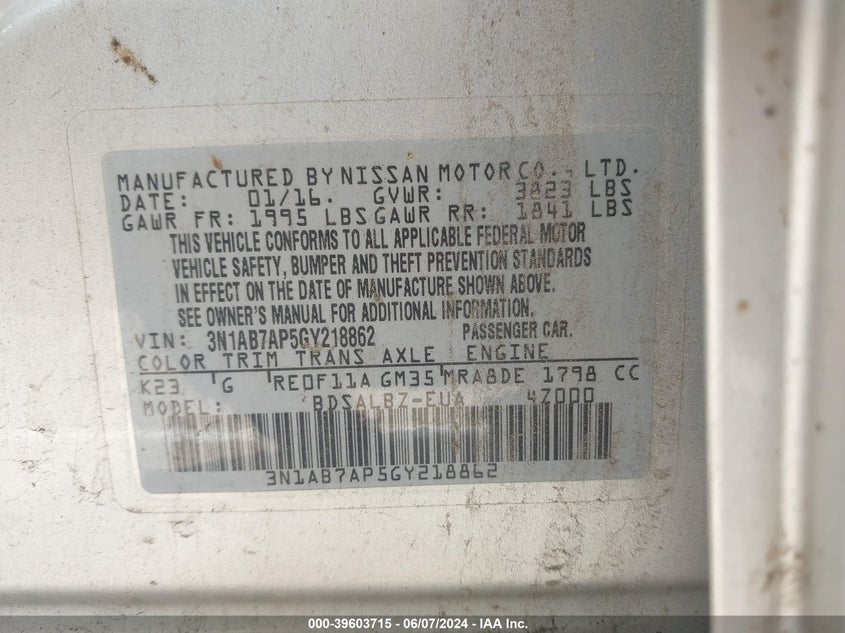 MANUFACTURED BY NISSAN MOTOR CO., LTD.
DATE: 01/16. GVWR: 3823 LBS
GAWR FR: 1995 LBS GAWR RR: 1841 LBS
THIS VEHICLE CONFORMS TO ALL APPLICABLE FEDERAL MOTOR
VEHICLE SAFETY, BUMPER AND THEFT PREVENTION STANDARDS
IN EFFECT ON THE DATE OF MANUFACTURE SHOWN ABOVE.
SEE OWNER'S MANUAL FOR ADDITIONAL INFORMATION.
VIN: 3N1AB7AP5GY218862 PASSENGER CAR.
COLOR TRIM TRANS AXLE ENGINE
K23 G RE0F11A GM35 MRA8DE 1798 CC
MODEL: BDSALBZ-EUA 4Z000
3N1AB7AP5GY218862
000-39603715 - 06/07/2024 - IAA Inc.